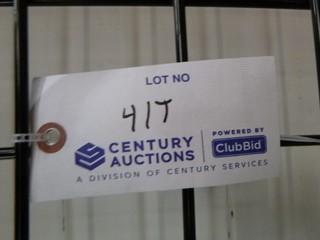 LOT NO
41T
CENTURY AUCTIONS
POWERED BY
ClubBid
A DIVISION OF CENTURY SERVICES